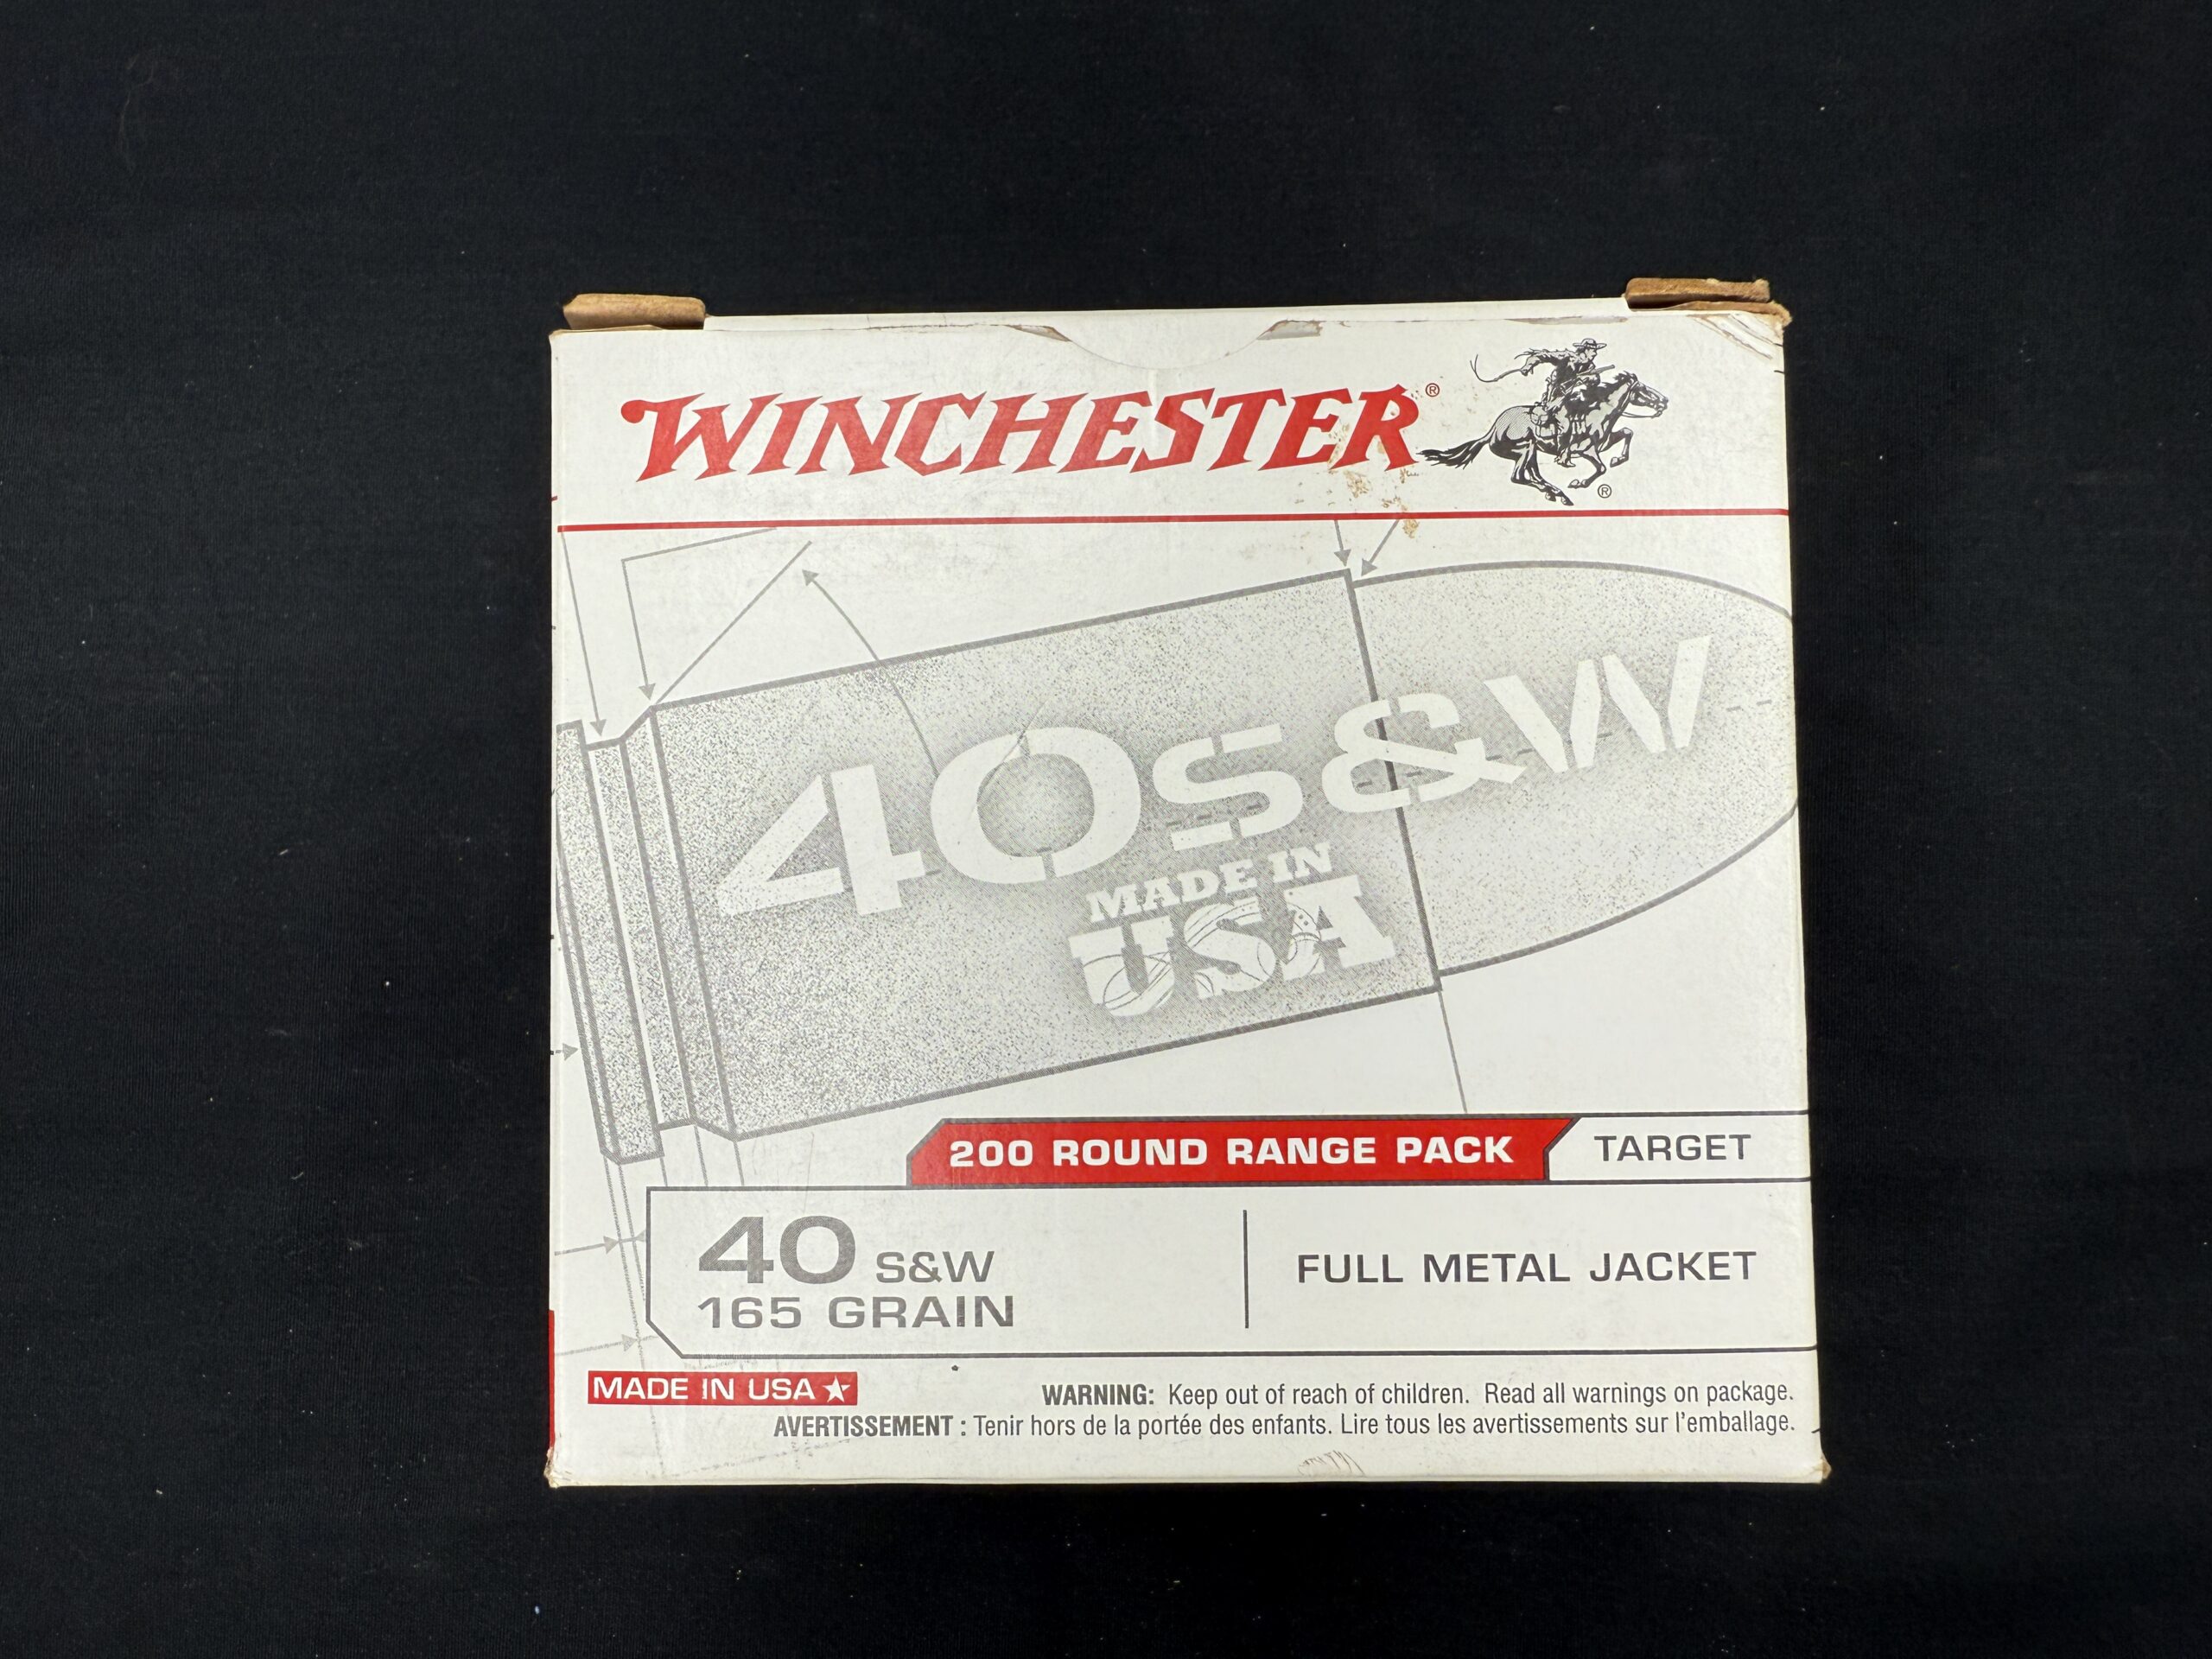 WINCHESTER®
®
40 S&W
MADE IN
USA
200 ROUND RANGE PACK
TARGET
40 S&W
165 GRAIN
FULL METAL JACKET
MADE IN USA★
WARNING: Keep out of reach of children. Read all warnings on package.
AVERTISSEMENT : Tenir hors de la portée des enfants. Lire tous les avertissements sur l'emballage.